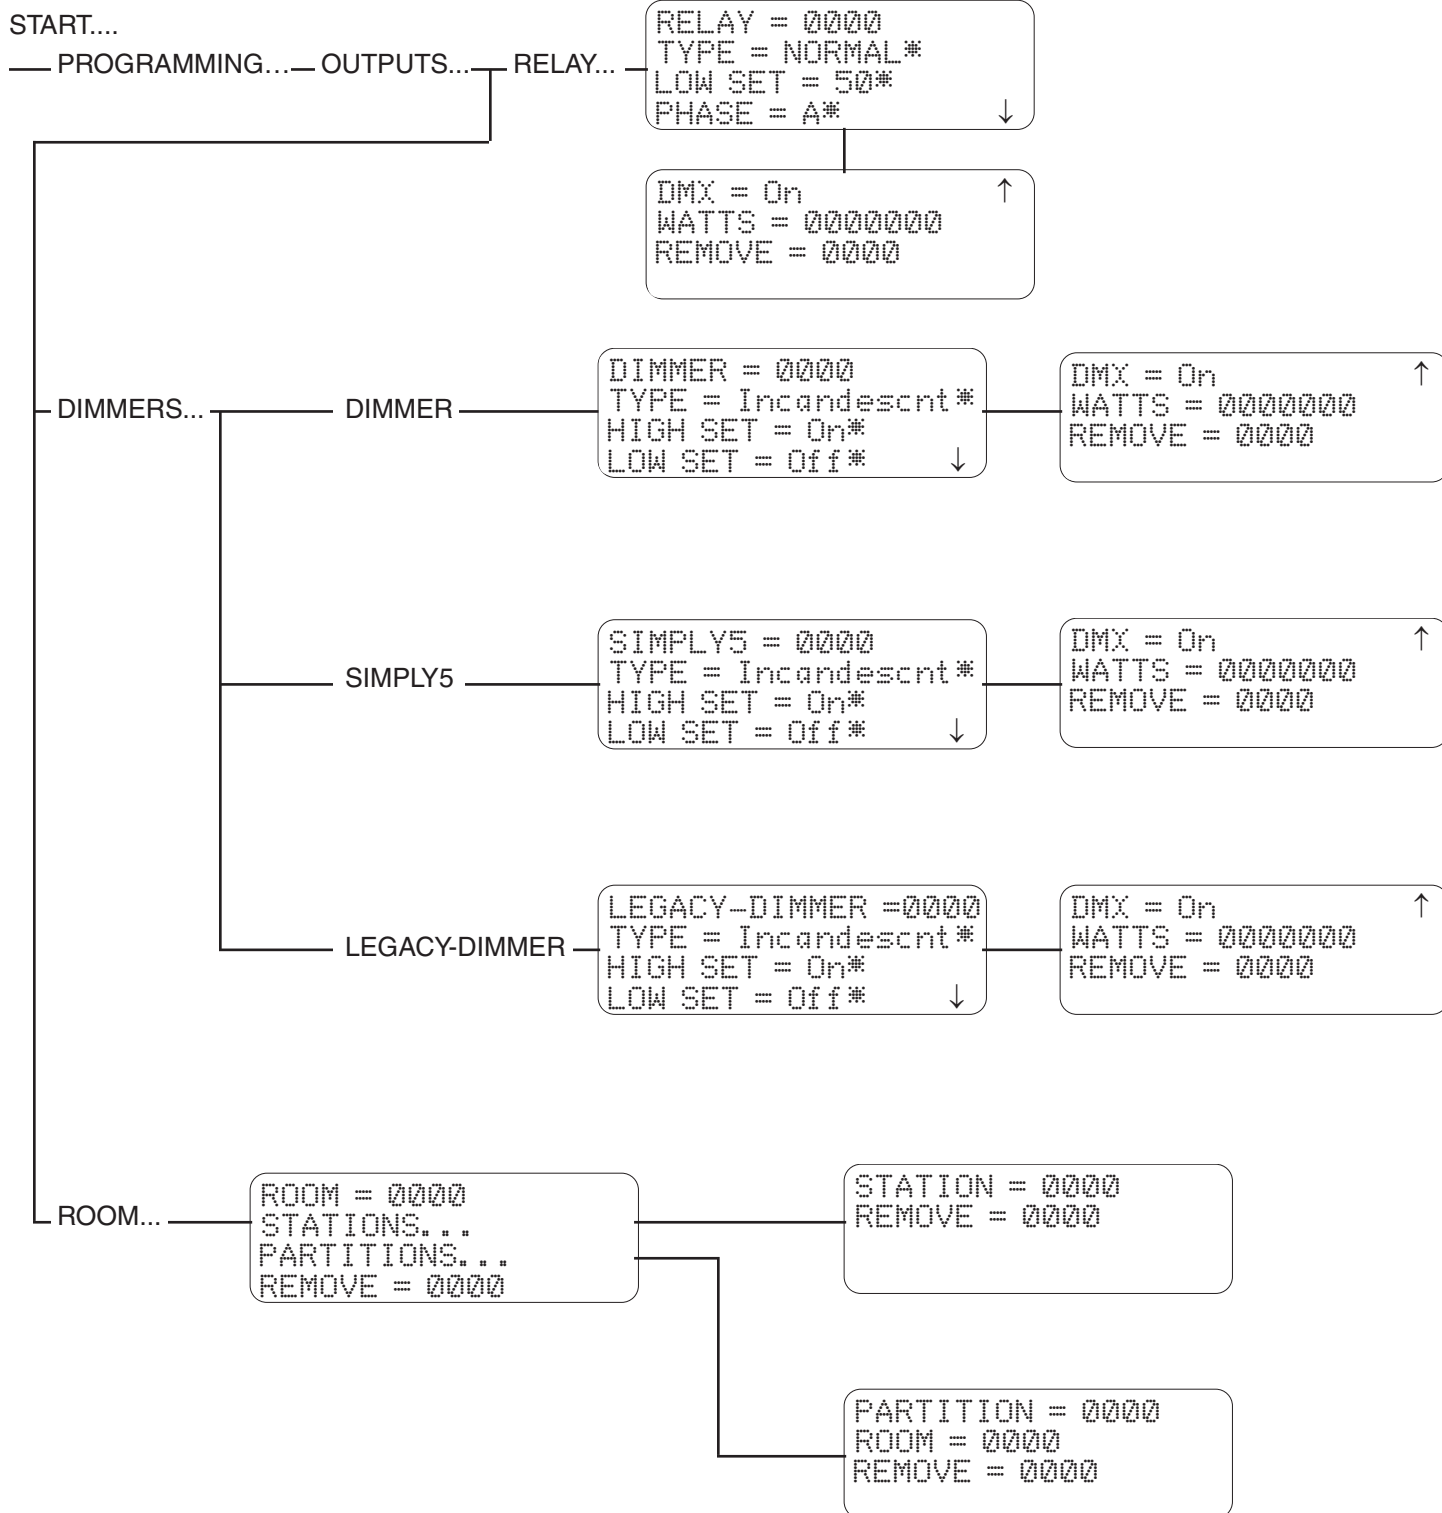 START....
PROGRAMMING... OUTPUTS... RELAY...
RELAY = 0000
TYPE = NORMAL*
LOW SET = 50*
PHASE = A* ↓
DMX = On ↑
WATTS = 0000000
REMOVE = 0000
DIMMERS...
DIMMER
DIMMER = 0000
TYPE = Incandescnt*
HIGH SET = On*
LOW SET = Off* ↓
DMX = On ↑
WATTS = 0000000
REMOVE = 0000
SIMPLY5
SIMPLY5 = 0000
TYPE = Incandescnt*
HIGH SET = On*
LOW SET = Off* ↓
DMX = On ↑
WATTS = 0000000
REMOVE = 0000
LEGACY-DIMMER
LEGACY-DIMMER =0000
TYPE = Incandescnt*
HIGH SET = On*
LOW SET = Off* ↓
DMX = On ↑
WATTS = 0000000
REMOVE = 0000
ROOM...
ROOM = 0000
STATIONS...
PARTITIONS...
REMOVE = 0000
STATION = 0000
REMOVE = 0000
PARTITION = 0000
ROOM = 0000
REMOVE = 0000